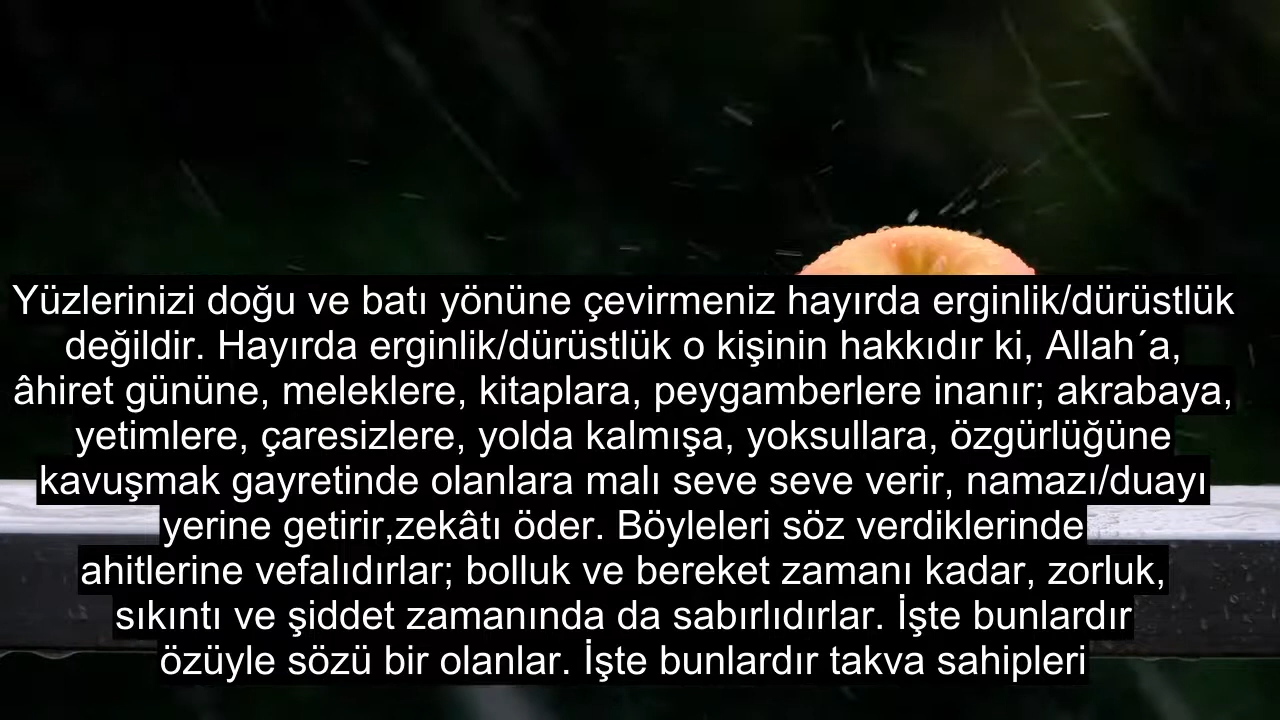 Yüzlerinizi doğu ve batı yönüne çevirmeniz hayırda erginlik/dürüstlük
değildir. Hayırda erginlik/dürüstlük o kişinin hakkıdır ki, Allah´a,
âhiret gününe, meleklere, kitaplara, peygamberlere inanır; akrabaya,
yetimlere, çaresizlere, yolda kalmışa, yoksullara, özgürlüğüne
kavuşmak gayretinde olanlara malı seve seve verir, namazı/duayı
yerine getirir,zekâtı öder. Böyleleri söz verdiklerinde
ahitlerine vefalıdırlar; bolluk ve bereket zamanı kadar, zorluk,
sıkıntı ve şiddet zamanında da sabırlıdırlar. İşte bunlardır
özüyle sözü bir olanlar. İşte bunlardır takva sahipleri